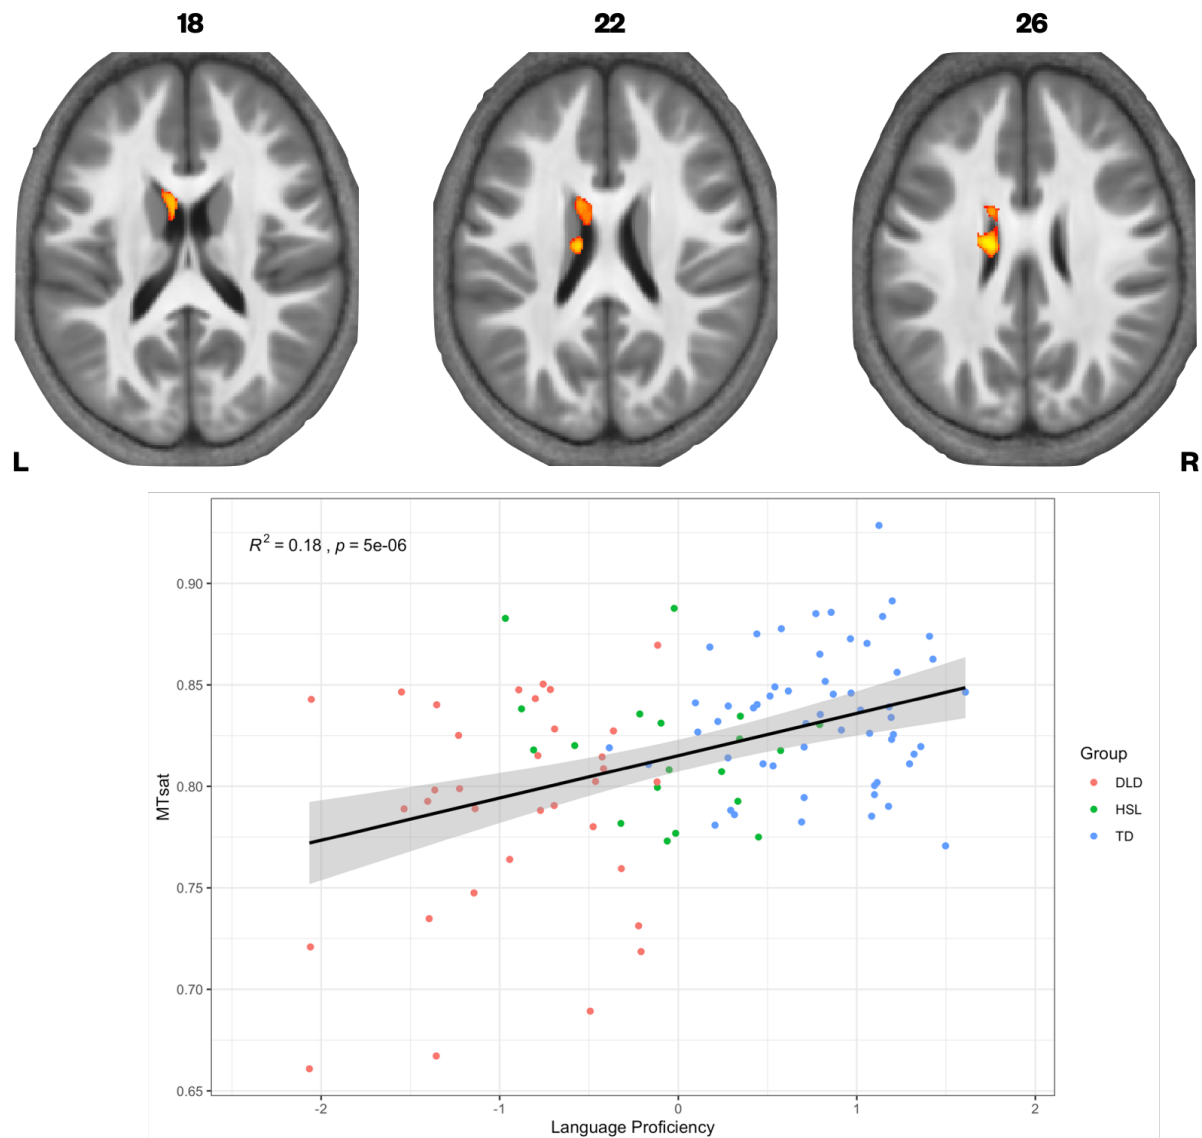 18 22 26
L R
R² = 0.18 , p = 5e-06
0.90
0.85
0.80
0.75
0.70
0.65
MTsat
-2 -1 0 1 2
Language Proficiency
Group
DLD
HSL
TD